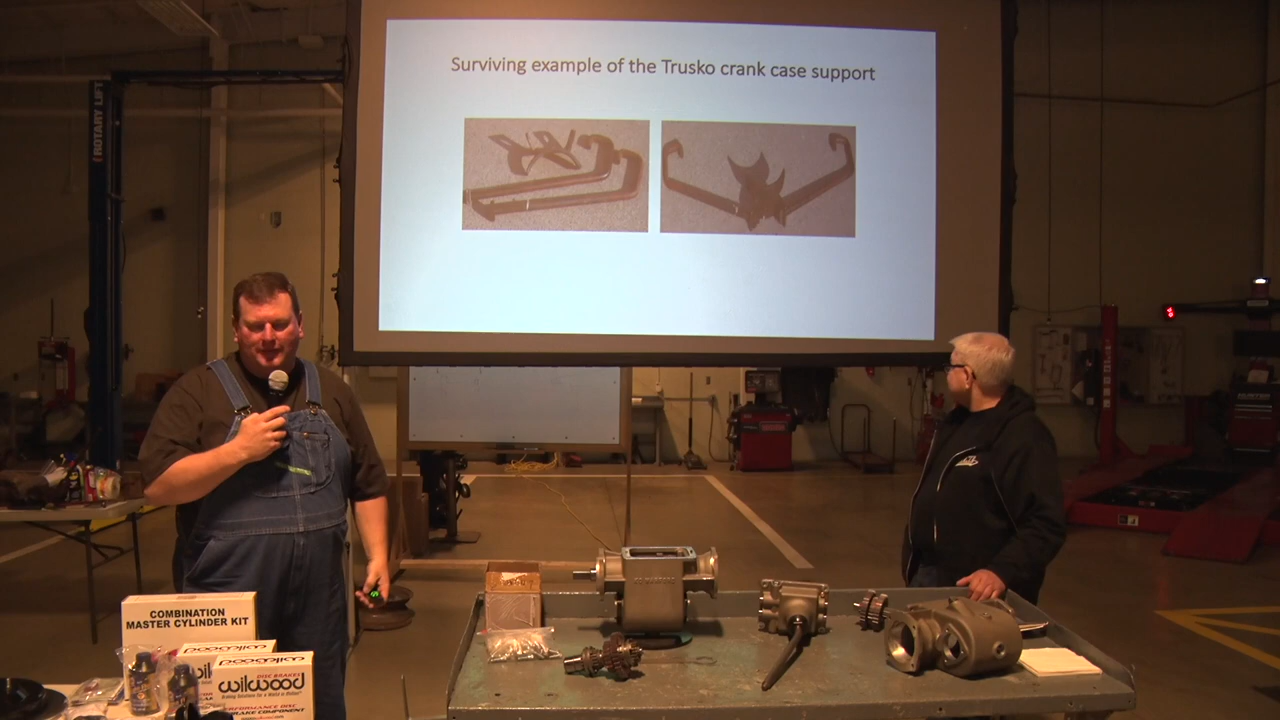 Surviving example of the Trusko crank case support
ROTARY LIFT
COMBINATION
MASTER CYLINDER KIT
DISC BRAKES
wilwood
PERFORMANCE DISC
BRAKE COMPONENT